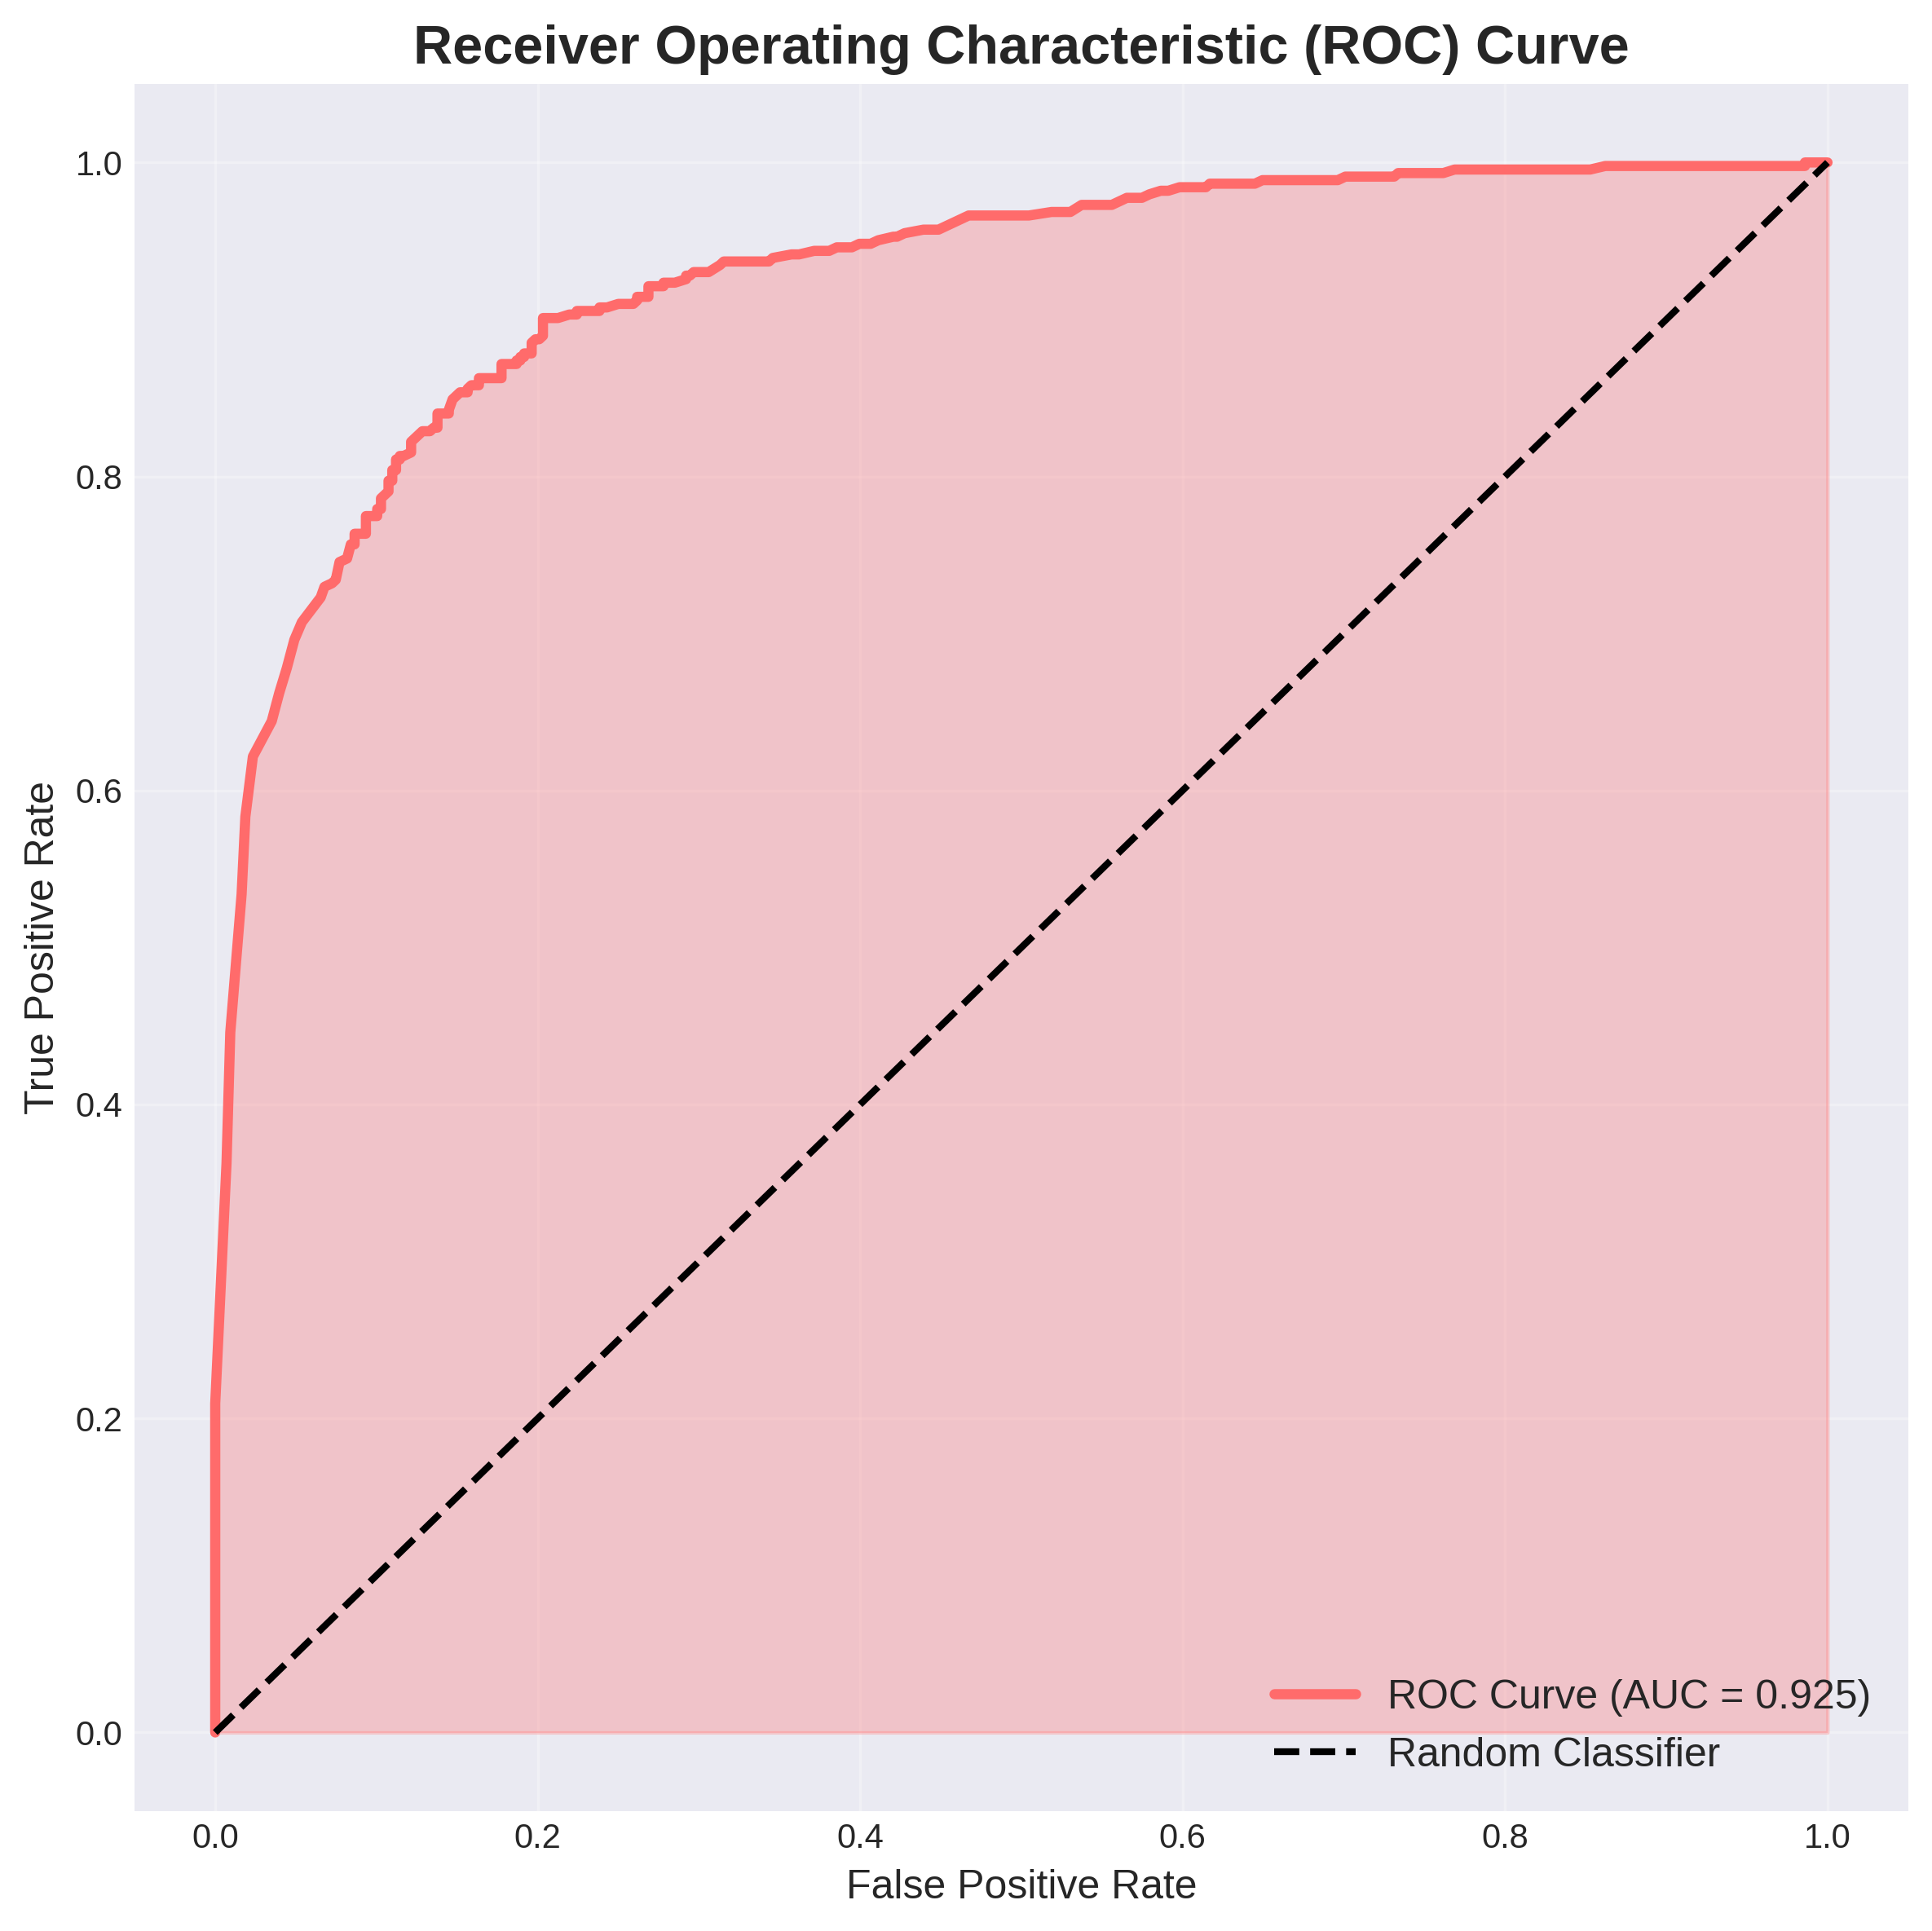 Receiver Operating Characteristic (ROC) Curve
True Positive Rate
1.0
0.8
0.6
0.4
0.2
0.0
ROC Curve (AUC = 0.925)
Random Classifier
0.0 0.2 0.4 0.6 0.8 1.0
False Positive Rate